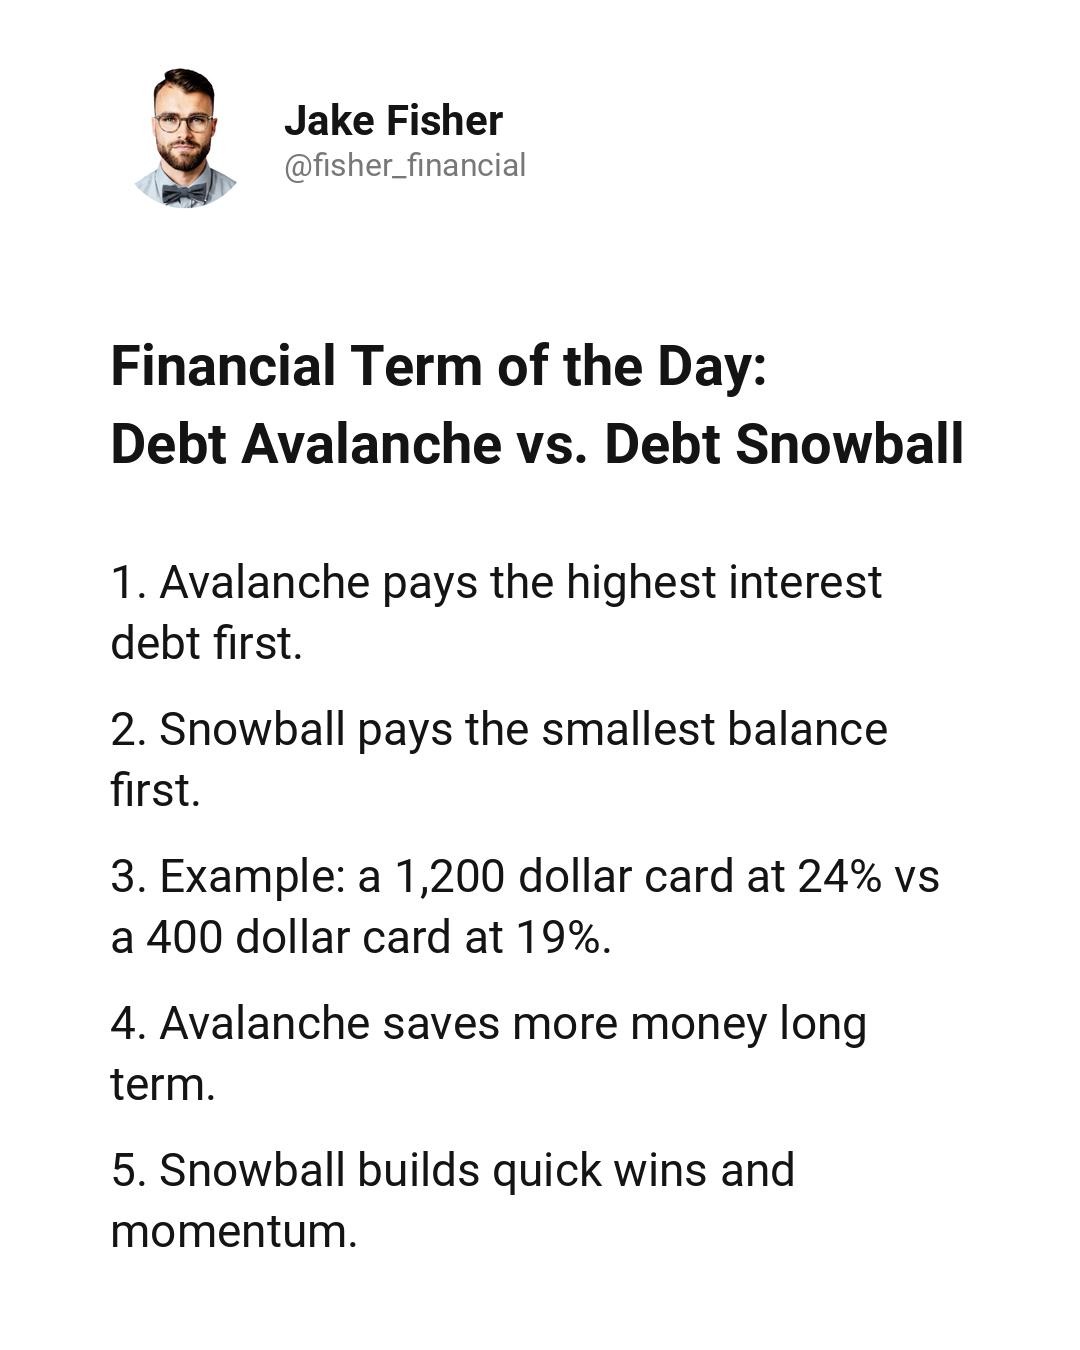 Jake Fisher
@fisher_financial
Financial Term of the Day:
Debt Avalanche vs. Debt Snowball
1. Avalanche pays the highest interest
debt first.
2. Snowball pays the smallest balance
first.
3. Example: a 1,200 dollar card at 24% vs
a 400 dollar card at 19%.
4. Avalanche saves more money long
term.
5. Snowball builds quick wins and
momentum.